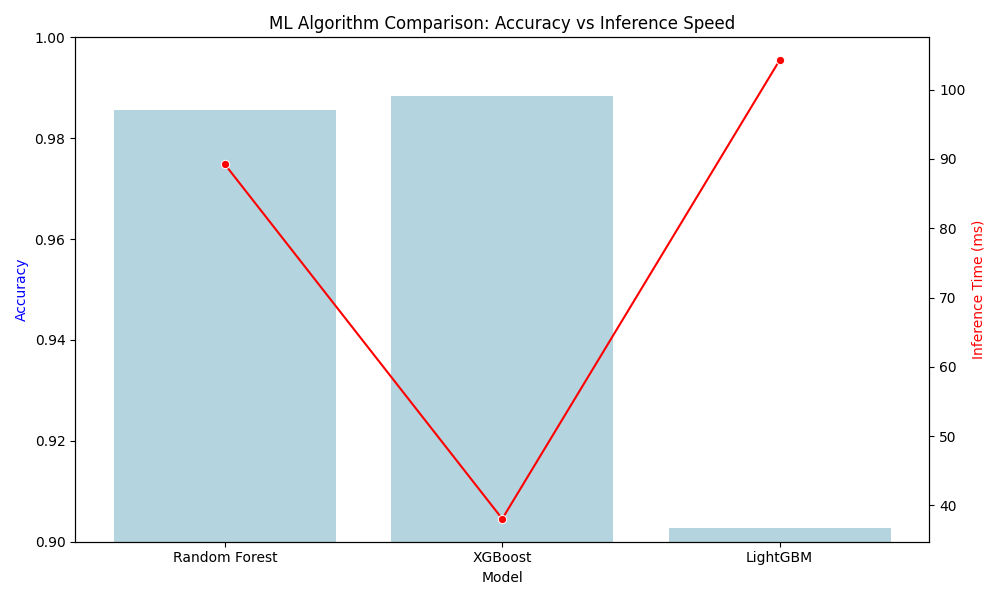 ML Algorithm Comparison: Accuracy vs Inference Speed
1.00
0.98
0.96
0.94
0.92
0.90
Accuracy
100
90
80
70
60
50
40
Inference Time (ms)
Random Forest
XGBoost
LightGBM
Model